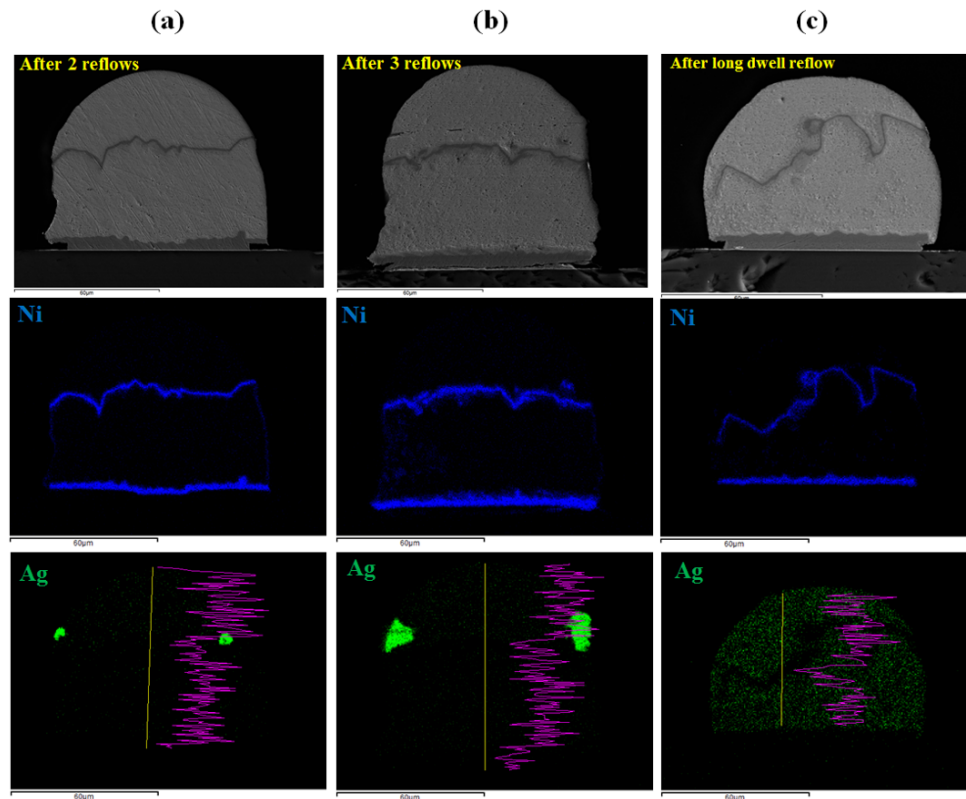 (a) (b) (c)
After 2 reflows After 3 reflows After long dwell reflow
60µm 60µm 60µm
Ni Ni Ni
60µm 60µm 60µm
Ag Ag Ag
60µm 60µm 60µm